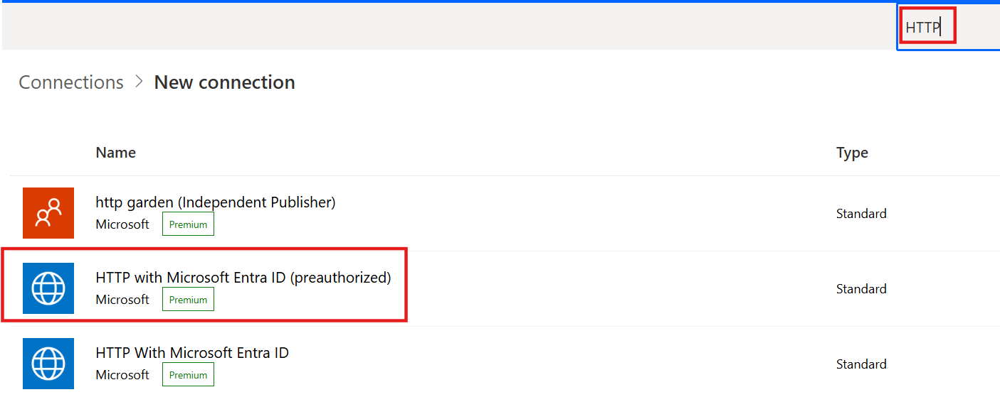 HTTP
Connections > New connection
Name Type
http garden (Independent Publisher)
Microsoft Premium Standard
HTTP with Microsoft Entra ID (preauthorized)
Microsoft Premium Standard
HTTP With Microsoft Entra ID
Microsoft Premium Standard